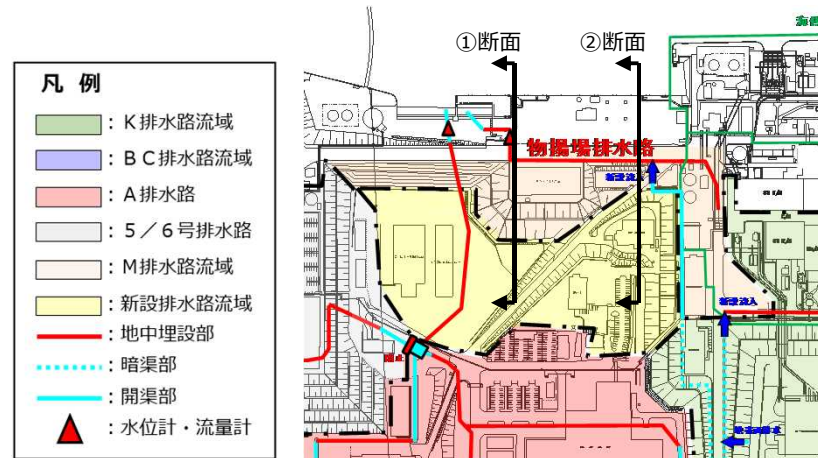 凡 例
：K排水路流域
：BC排水路流域
：A排水路
：5／6号排水路
：M排水路流域
：新設排水路流域
：地中埋設部
：暗渠部
：開渠部
：水位計・流量計
①断面
②断面
物揚場排水路